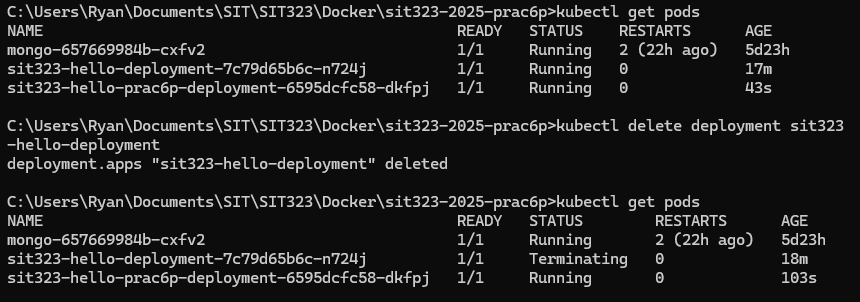 C:\Users\Ryan\Documents\SIT\SIT323\Docker\sit323-2025-prac6p>kubectl get pods
NAME READY STATUS RESTARTS AGE
mongo-657669984b-cxfv2 1/1 Running 2 (22h ago) 5d23h
sit323-hello-deployment-7c79d65b6c-n724j 1/1 Running 0 17m
sit323-hello-prac6p-deployment-6595dcfc58-dkfpj 1/1 Running 0 43s
C:\Users\Ryan\Documents\SIT\SIT323\Docker\sit323-2025-prac6p>kubectl delete deployment sit323
-hello-deployment
deployment.apps "sit323-hello-deployment" deleted
C:\Users\Ryan\Documents\SIT\SIT323\Docker\sit323-2025-prac6p>kubectl get pods
NAME READY STATUS RESTARTS AGE
mongo-657669984b-cxfv2 1/1 Running 2 (22h ago) 5d23h
sit323-hello-deployment-7c79d65b6c-n724j 1/1 Terminating 0 18m
sit323-hello-prac6p-deployment-6595dcfc58-dkfpj 1/1 Running 0 103s